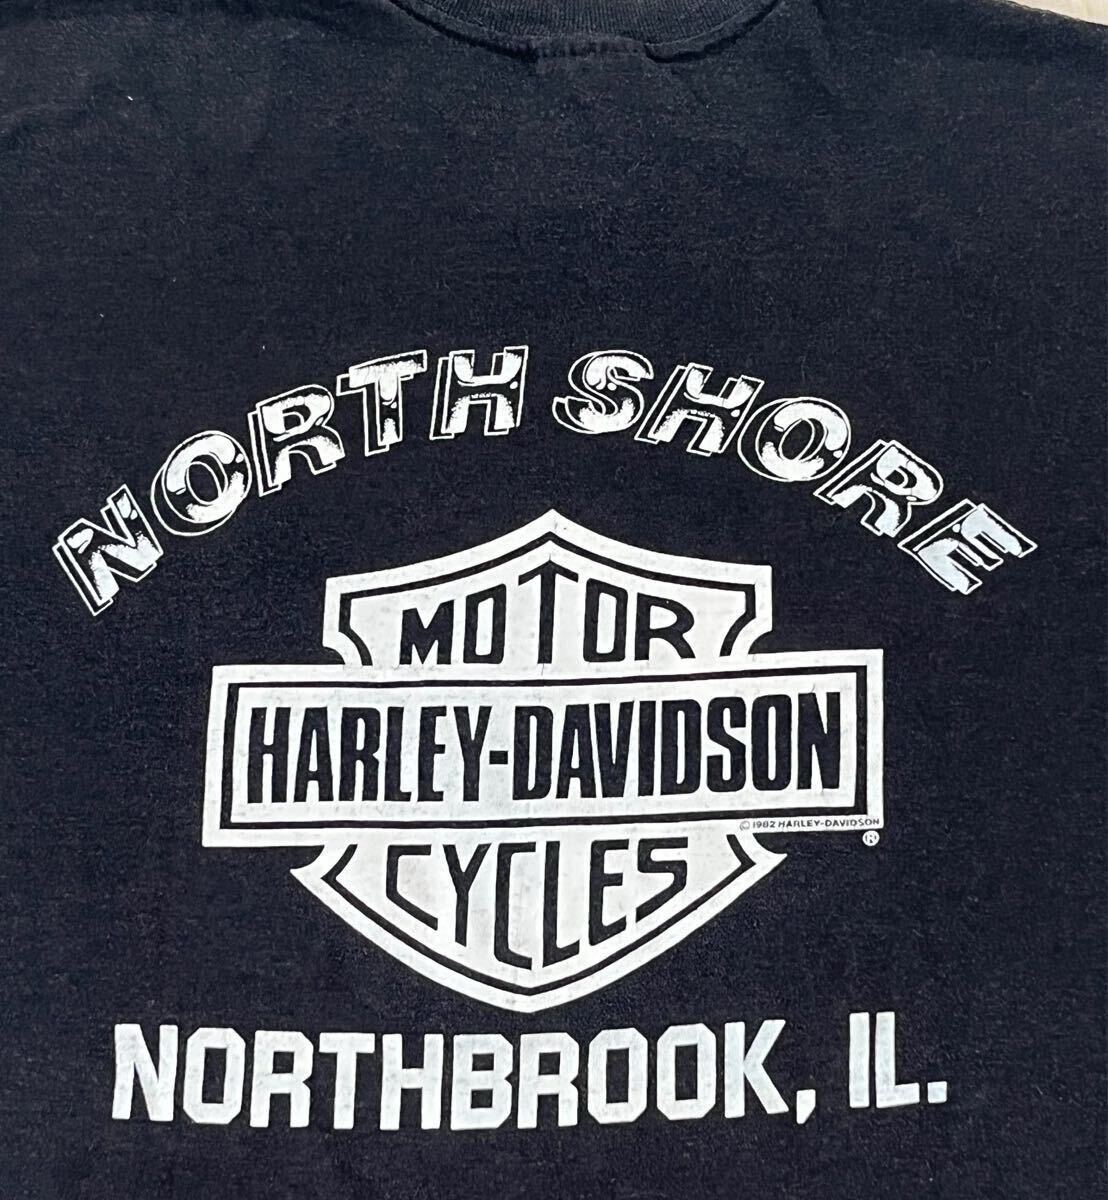 NORTH SHORE
MOTOR
HARLEY-DAVIDSON
© 1982 HARLEY-DAVIDSON
®
CYCLES
NORTHBROOK, IL.